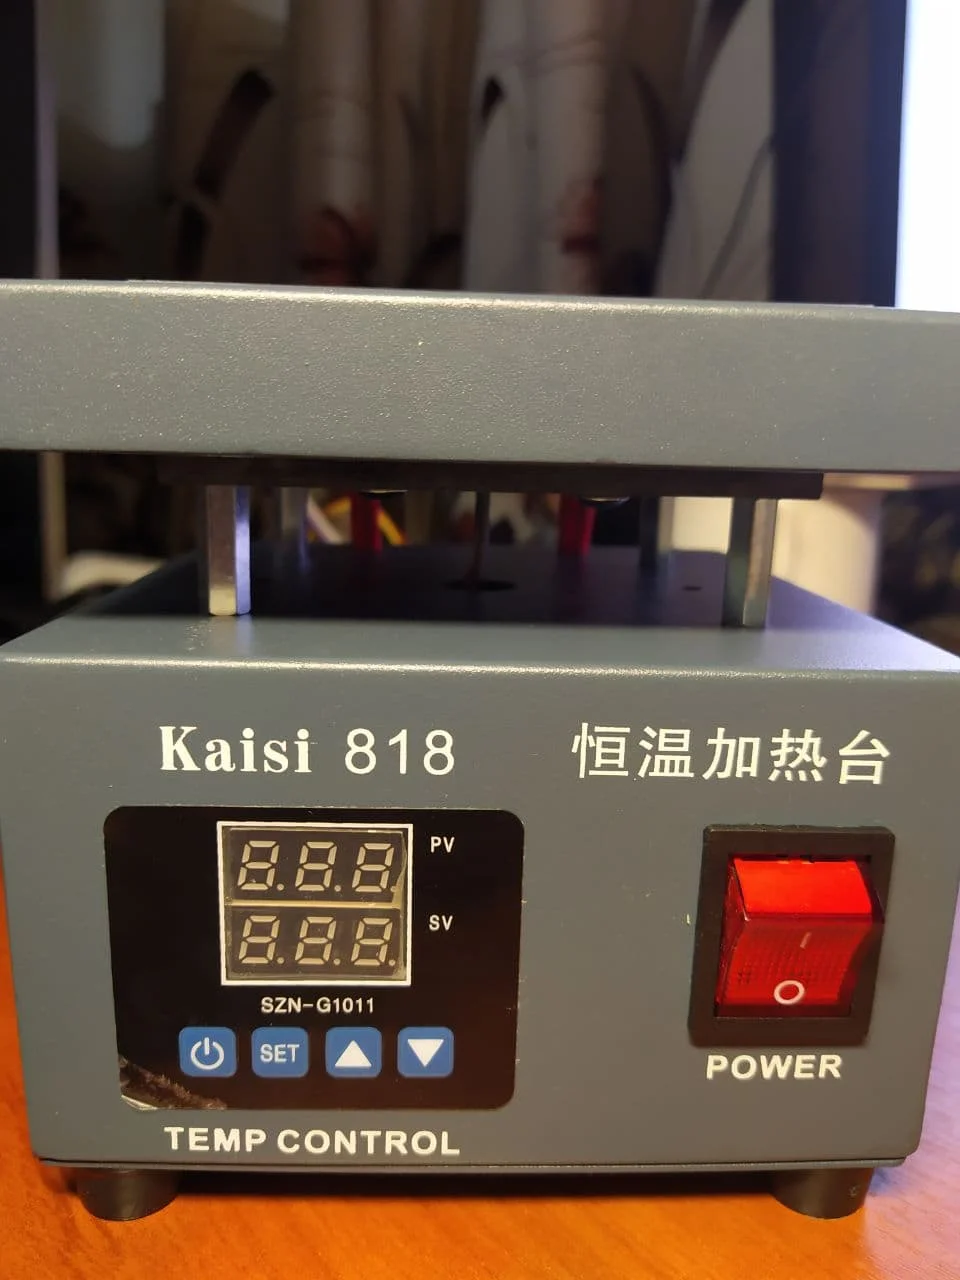 Kaisi 818
恒温加热台
PV
SV
SZN-G1011
SET
POWER
TEMP CONTROL